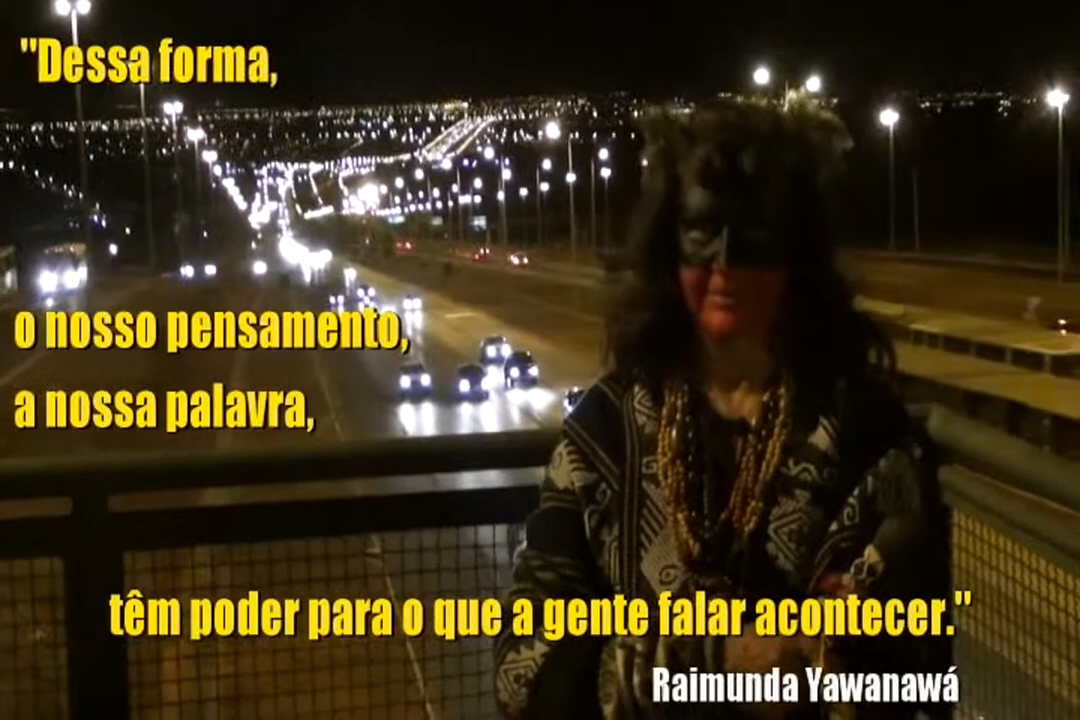 "Dessa forma,
o nosso pensamento,
a nossa palavra,
têm poder para o que a gente falar acontecer."
Raimunda Yawanawá